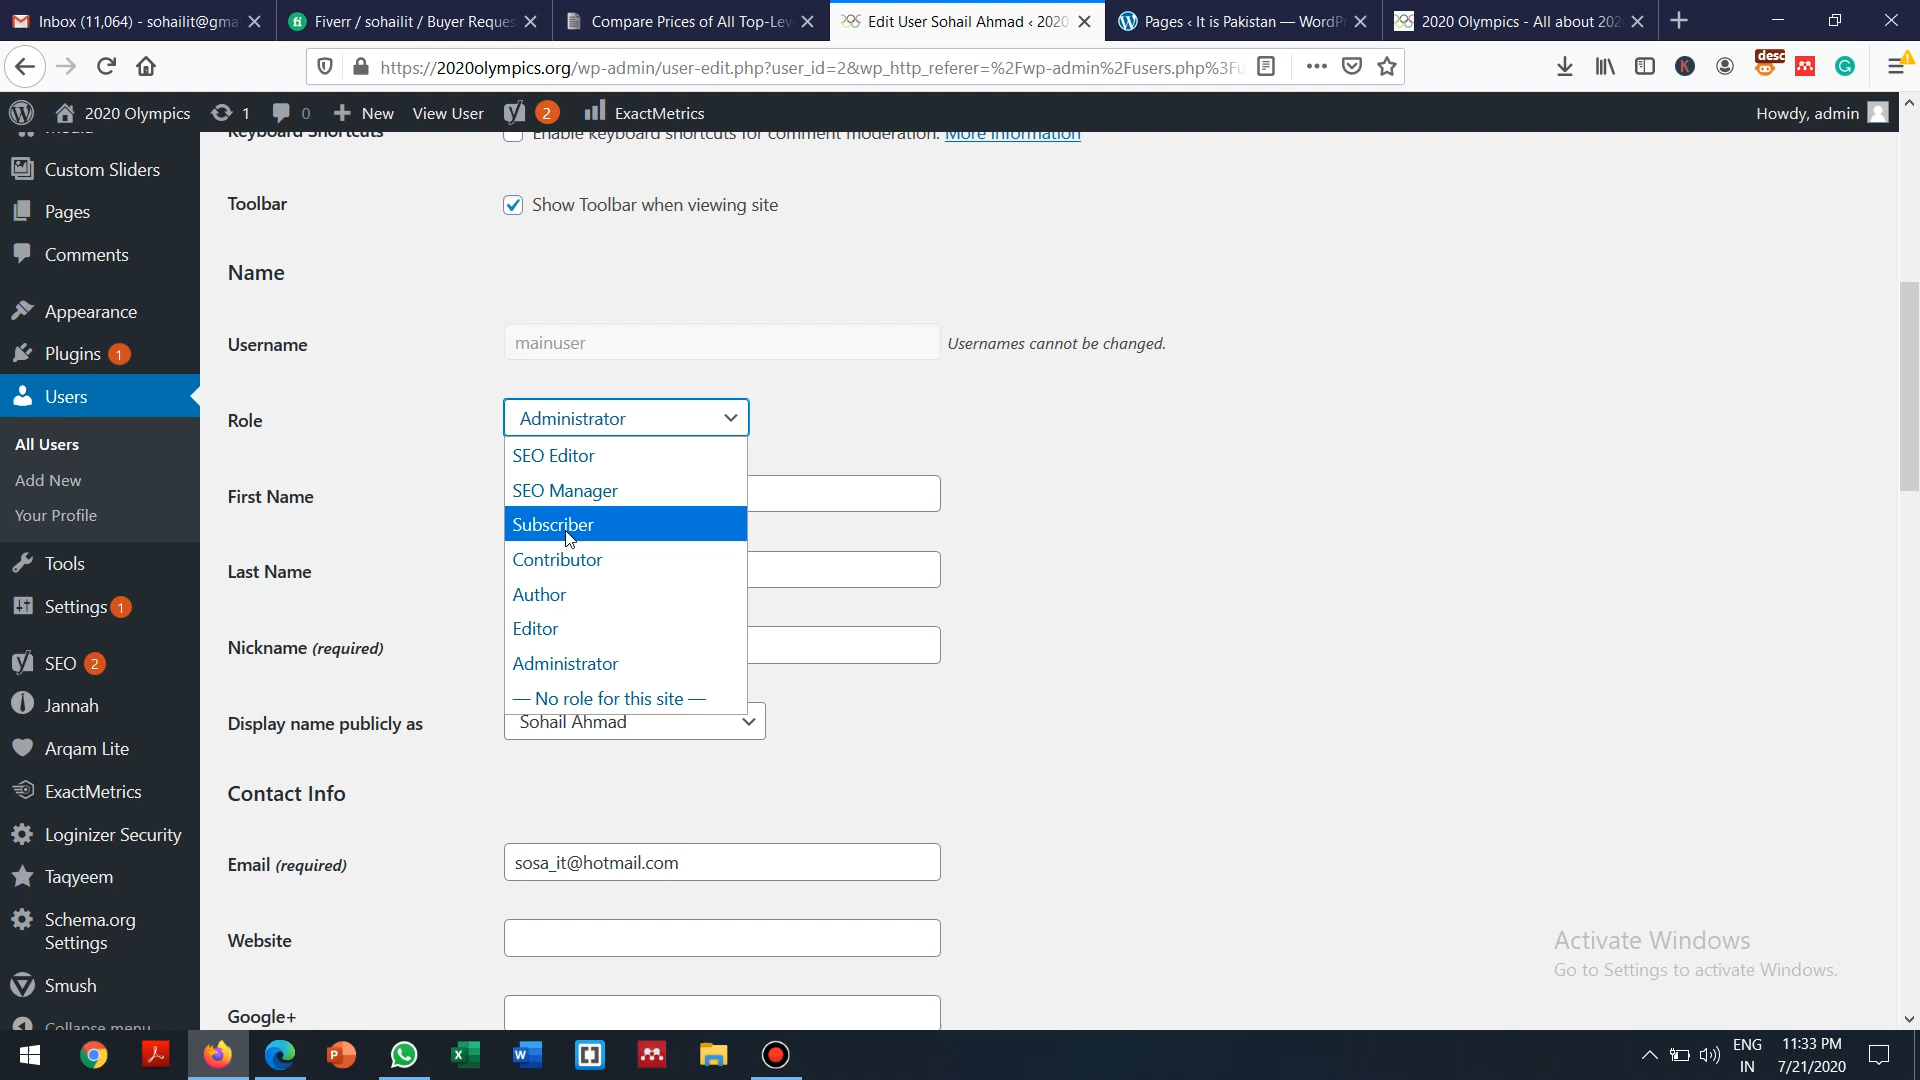 Inbox (11,064) - sohailit@gma
Fiverr / sohailit / Buyer Reques
Compare Prices of All Top-Lev
Edit User Sohail Ahmad ‹ 2020
Pages ‹ It is Pakistan — WordPr
2020 Olympics - All about 202
https://2020olympics.org/wp-admin/user-edit.php?user_id=2&wp_http_referer=%2Fwp-admin%2Fusers.php%3Fu
desc
2020 Olympics
1
0
New
View User
2
ExactMetrics
Howdy, admin
Media
Custom Sliders
Pages
Comments
Appearance
Plugins 1
Users
All Users
Add New
Your Profile
Tools
Settings 1
SEO 2
Jannah
Arqam Lite
ExactMetrics
Loginizer Security
Taqyeem
Schema.org
Settings
Smush
Collapse menu
Keyboard Shortcuts
Enable keyboard shortcuts for comment moderation. More information
Toolbar
Show Toolbar when viewing site
Name
Username
mainuser
Usernames cannot be changed.
Role
Administrator
SEO Editor
SEO Manager
Subscriber
Contributor
Author
Editor
Administrator
— No role for this site —
First Name
Last Name
Nickname (required)
Display name publicly as
Sohail Ahmad
Contact Info
Email (required)
sosa_it@hotmail.com
Website
Google+
Activate Windows
Go to Settings to activate Windows.
ENG
IN
11:33 PM
7/21/2020